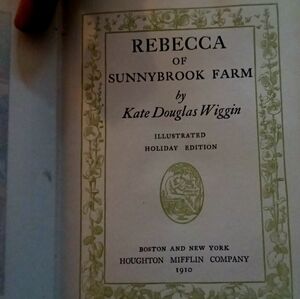 REBECCA
OF
SUNNYBROOK FARM
by
Kate Douglas Wiggin
ILLUSTRATED
HOLIDAY EDITION
BOSTON AND NEW YORK
HOUGHTON MIFFLIN COMPANY
1910